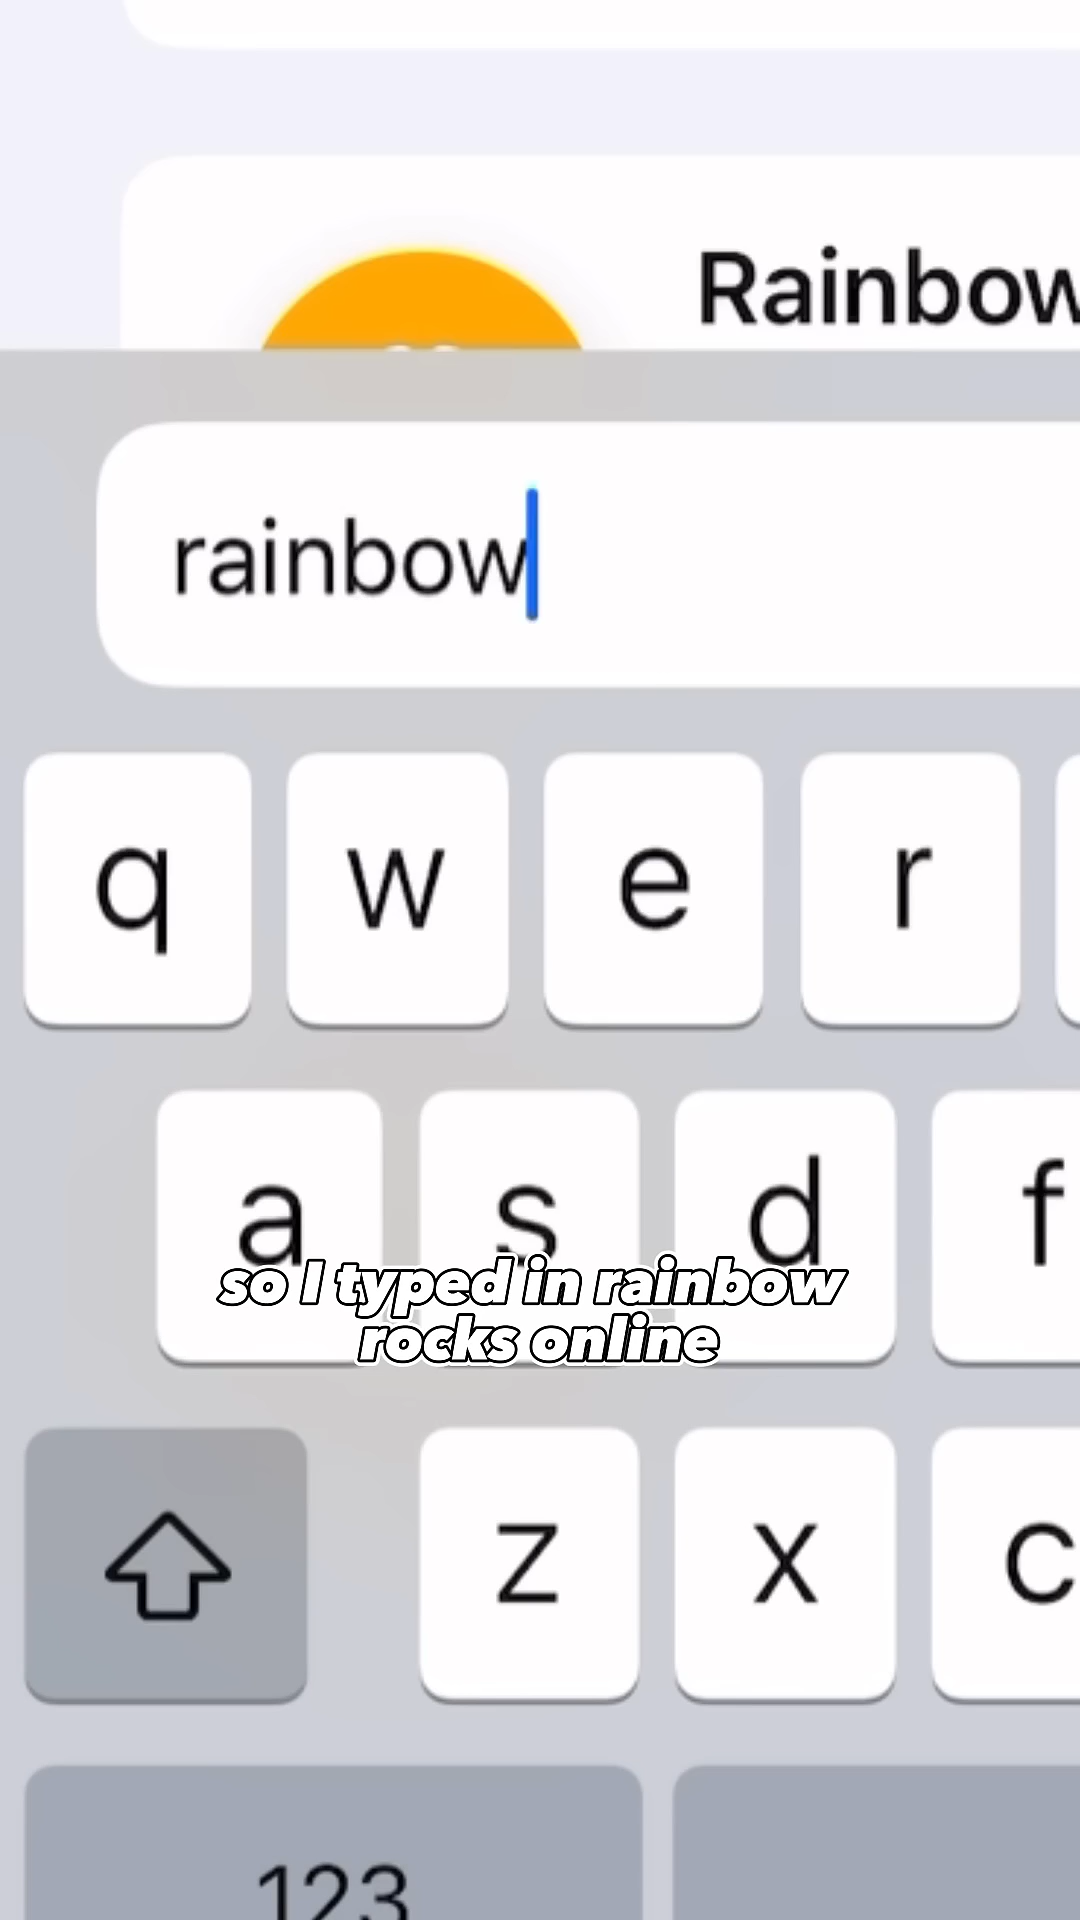 Rainbow
rainbow
q w e r
a s d f
so I typed in rainbow
rocks online
z x c
123